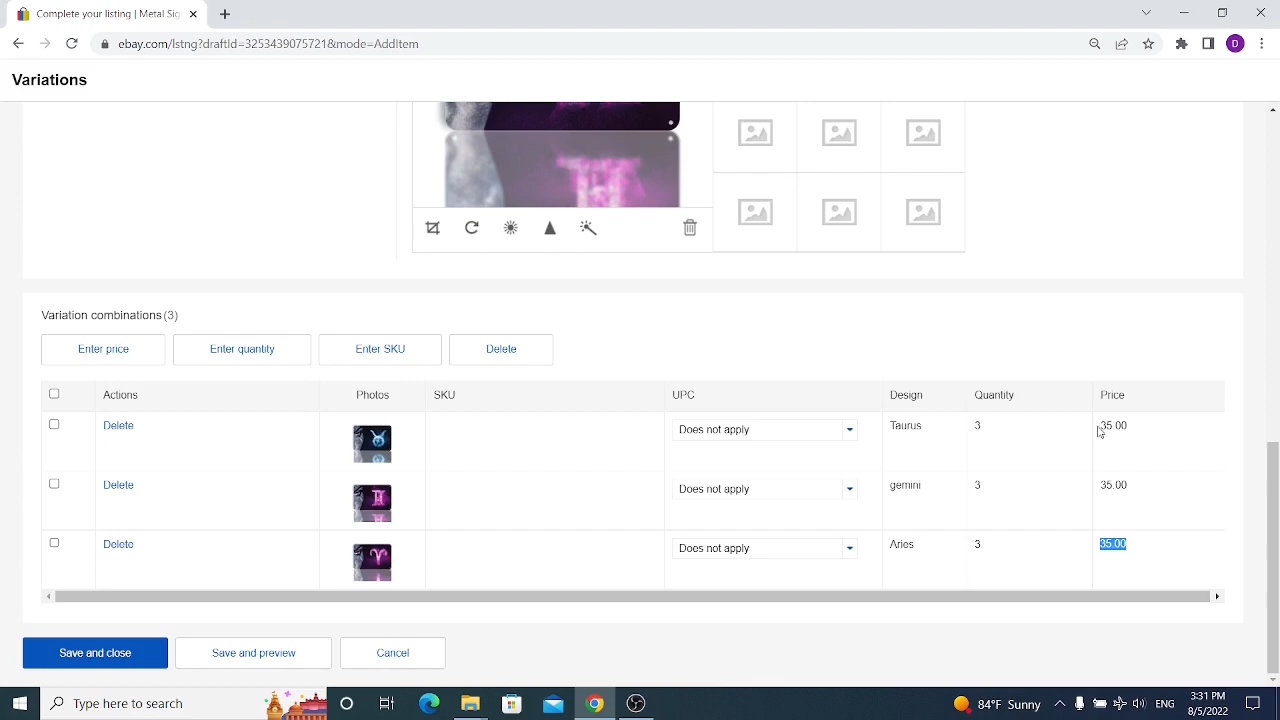 Complete your listing | Metal Sig
ebay.com/lstng?draftId=3253439075721&mode=AddItem
D
Variations
Variation combinations (3)
Enter price Enter quantity Enter SKU Delete
Actions Photos SKU UPC Design Quantity Price
Delete Does not apply Taurus 3 35.00
Delete Does not apply gemini 3 35.00
Delete Does not apply Aries 3 35.00
Save and close Save and preview Cancel
Type here to search
84°F Sunny ENG 3:31 PM
8/5/2022